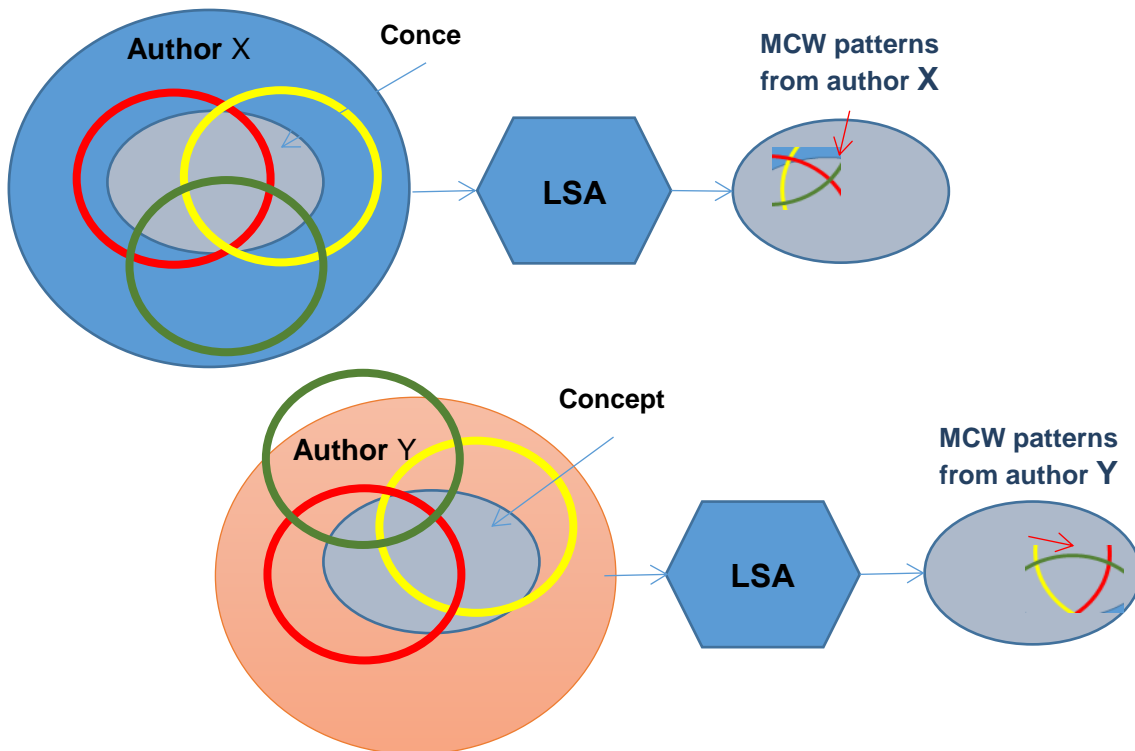 Author X
Conce
MCW patterns
from author X
LSA
Concept
Author Y
MCW patterns
from author Y
LSA